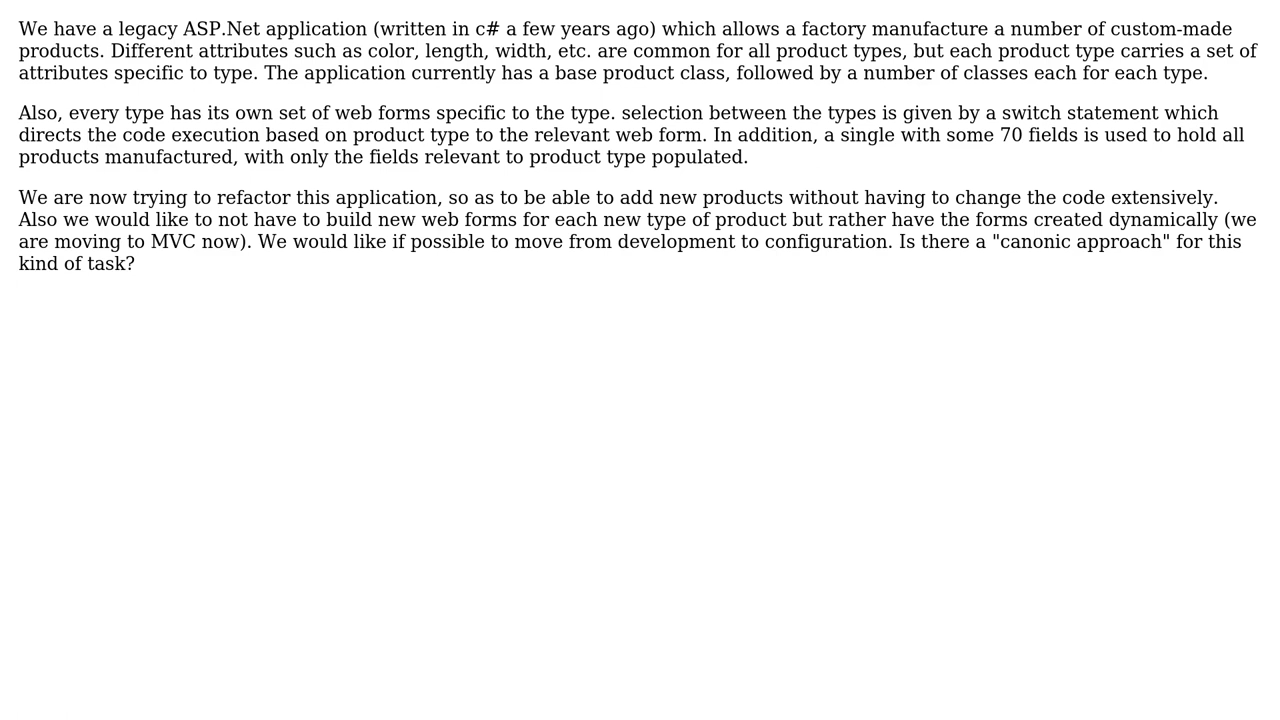 We have a legacy ASP.Net application (written in c# a few years ago) which allows a factory manufacture a number of custom-made
products. Different attributes such as color, length, width, etc. are common for all product types, but each product type carries a set of
attributes specific to type. The application currently has a base product class, followed by a number of classes each for each type.
Also, every type has its own set of web forms specific to the type. selection between the types is given by a switch statement which
directs the code execution based on product type to the relevant web form. In addition, a single with some 70 fields is used to hold all
products manufactured, with only the fields relevant to product type populated.
We are now trying to refactor this application, so as to be able to add new products without having to change the code extensively.
Also we would like to not have to build new web forms for each new type of product but rather have the forms created dynamically (we
are moving to MVC now). We would like if possible to move from development to configuration. Is there a "canonic approach" for this
kind of task?